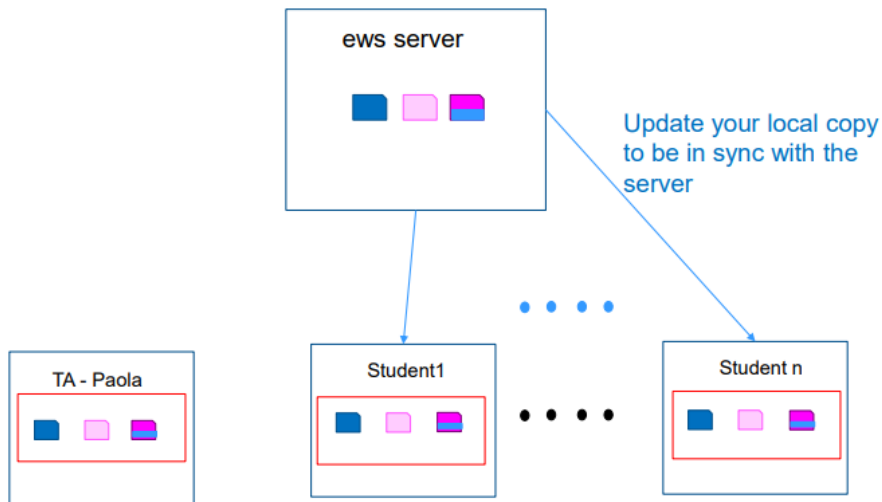 ews server
Update your local copy
to be in sync with the
server
TA - Paola
Student1
Student n